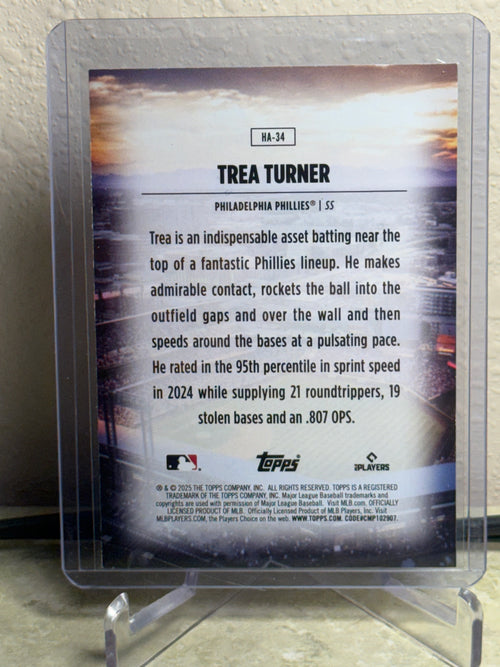 HA-34
TREA TURNER
PHILADELPHIA PHILLIES® | SS
Trea is an indispensable asset batting near the
top of a fantastic Phillies lineup. He makes
admirable contact, rockets the ball into the
outfield gaps and over the wall and then
speeds around the bases at a pulsating pace.
He rated in the 95th percentile in sprint speed
in 2024 while supplying 21 roundtrippers, 19
stolen bases and an .807 OPS.
Topps®
PLAYERS
® & © 2025 THE TOPPS COMPANY, INC. ALL RIGHTS RESERVED. TOPPS IS A REGISTERED
TRADEMARK OF THE TOPPS COMPANY, INC. Major League Baseball trademarks and
copyrights are used with permission of Major League Baseball. Visit MLB.com. OFFICIALLY
LICENSED PRODUCT OF MLB. Officially Licensed Product of MLB Players, Inc. Visit
MLBPLAYERS.COM, the Players Choice on the web. WWW.TOPPS.COM. CODE#CMP102907.